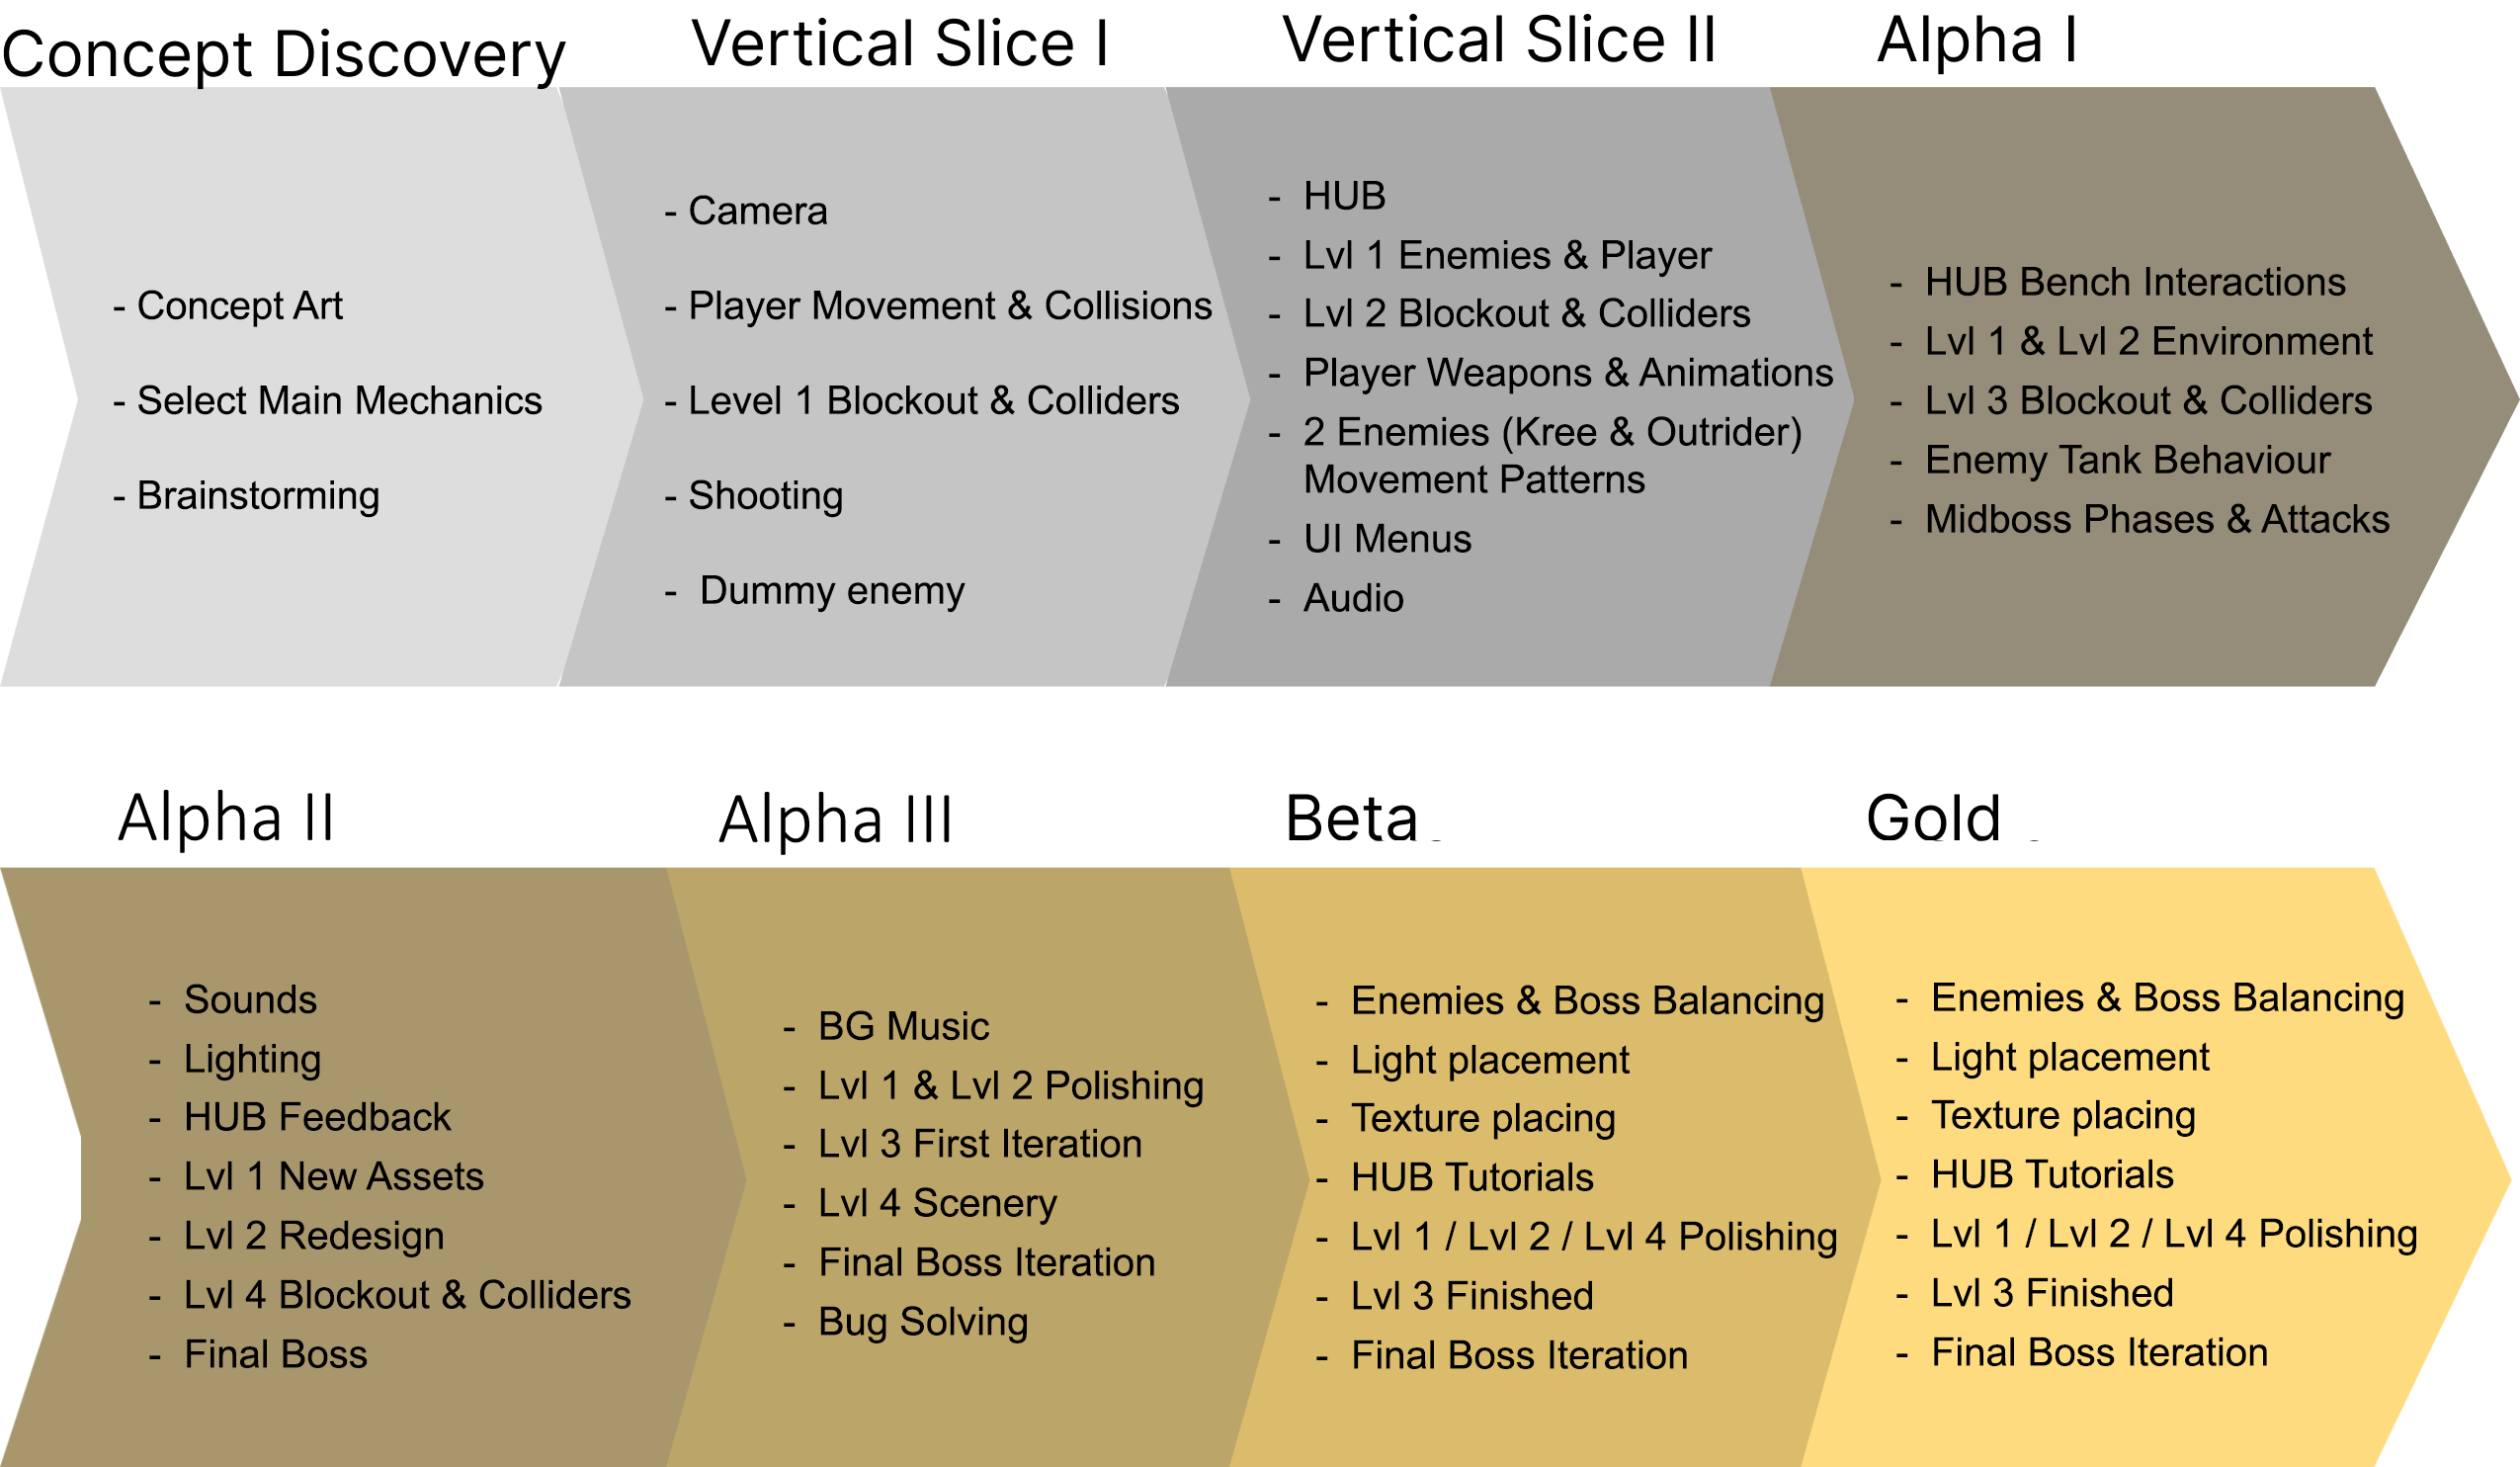 Concept Discovery
- Concept Art
- Select Main Mechanics
- Brainstorming
Vertical Slice I
- Camera
- Player Movement & Collisions
- Level 1 Blockout & Colliders
- Shooting
- Dummy enemy
Vertical Slice II
- HUB
- Lvl 1 Enemies & Player
- Lvl 2 Blockout & Colliders
- Player Weapons & Animations
- 2 Enemies (Kree & Outrider)
Movement Patterns
- UI Menus
- Audio
Alpha I
- HUB Bench Interactions
- Lvl 1 & Lvl 2 Environment
- Lvl 3 Blockout & Colliders
- Enemy Tank Behaviour
- Midboss Phases & Attacks
Alpha II
- Sounds
- Lighting
- HUB Feedback
- Lvl 1 New Assets
- Lvl 2 Redesign
- Lvl 4 Blockout & Colliders
- Final Boss
Alpha III
- BG Music
- Lvl 1 & Lvl 2 Polishing
- Lvl 3 First Iteration
- Lvl 4 Scenery
- Final Boss Iteration
- Bug Solving
Beta
- Enemies & Boss Balancing
- Light placement
- Texture placing
- HUB Tutorials
- Lvl 1 / Lvl 2 / Lvl 4 Polishing
- Lvl 3 Finished
- Final Boss Iteration
Gold
- Enemies & Boss Balancing
- Light placement
- Texture placing
- HUB Tutorials
- Lvl 1 / Lvl 2 / Lvl 4 Polishing
- Lvl 3 Finished
- Final Boss Iteration